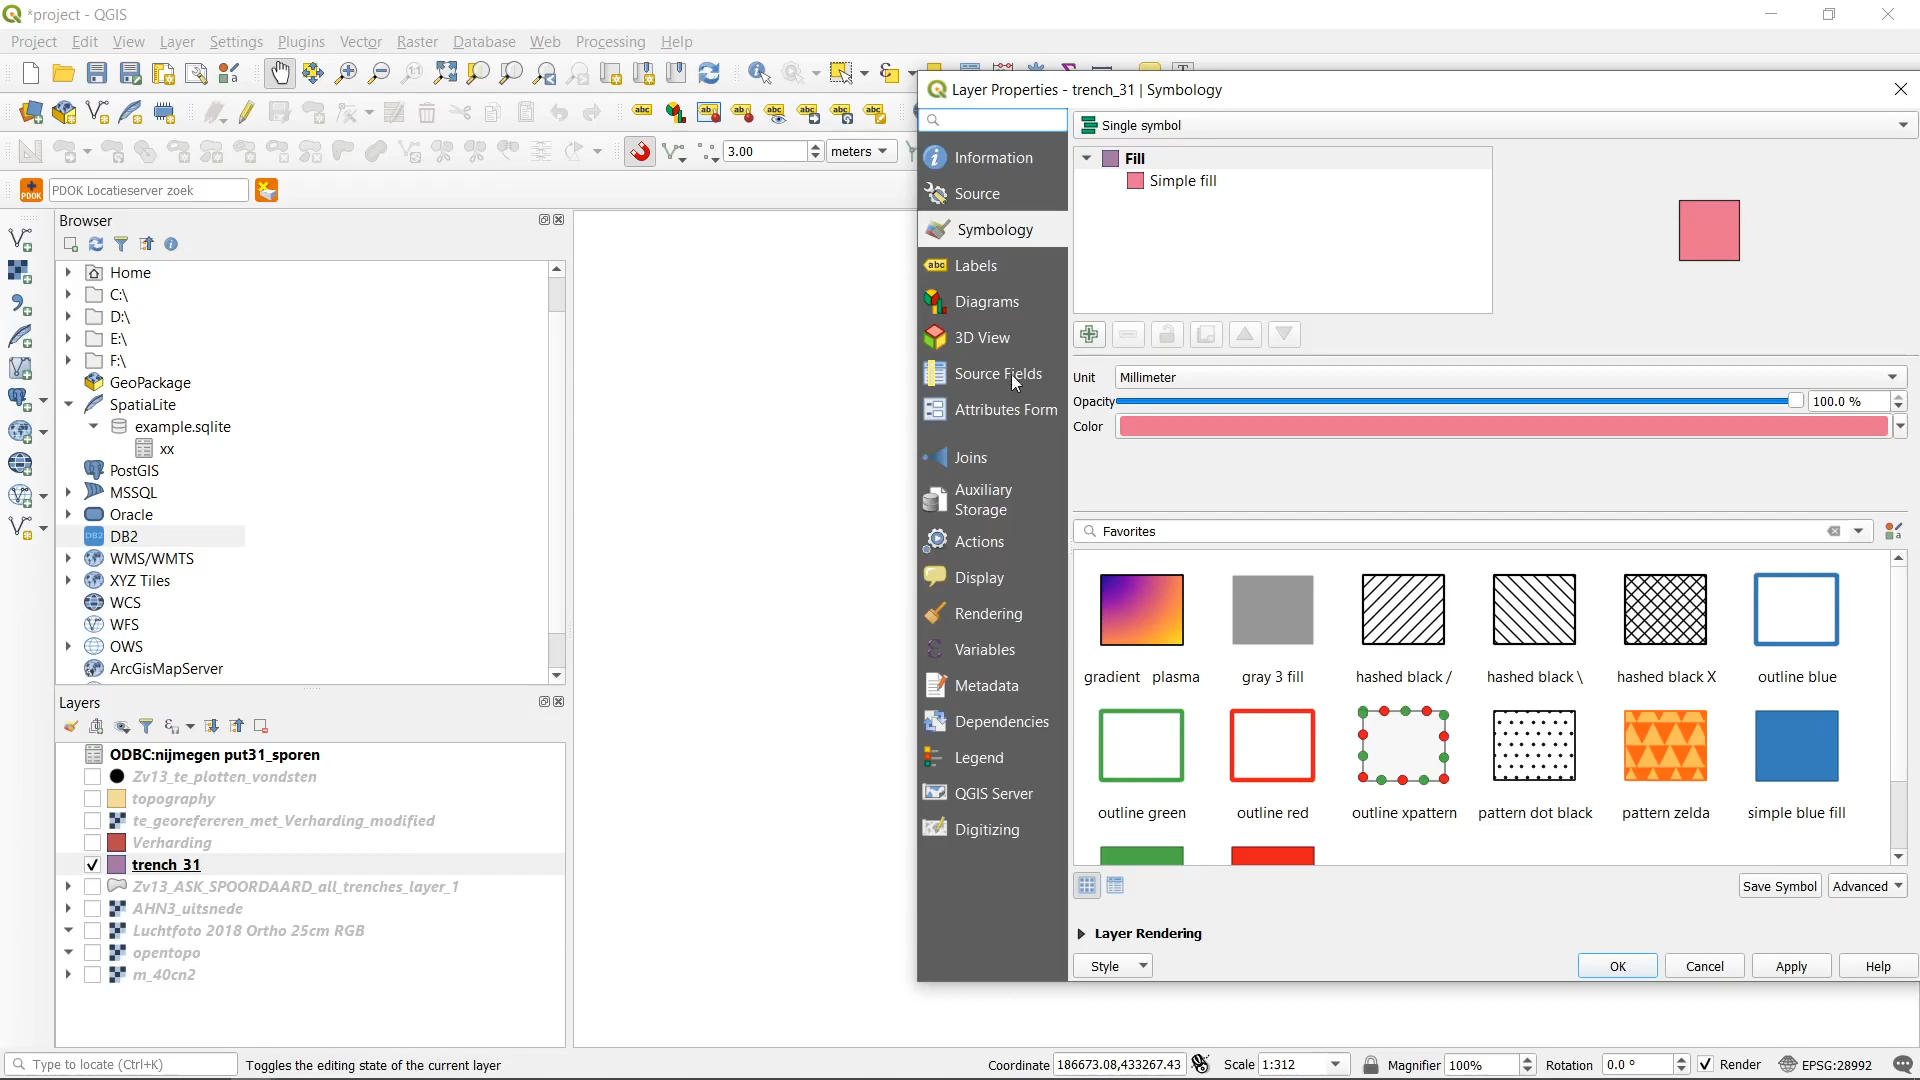 *project - QGIS
Project Edit View Layer Settings Plugins Vector Raster Database Web Processing Help
3.00 meters
PDOK PDOK Locatieserver zoek
Browser
Home
C:\
D:\
E:\
F:\
GeoPackage
SpatiaLite
example.sqlite
xx
PostGIS
MSSQL
Oracle
DB2
WMS/WMTS
XYZ Tiles
WCS
WFS
OWS
ArcGisMapServer
Layers
ODBC:nijmegen put31_sporen
Zv13_te_plotten_vondsten
topography
te_georefereren_met_Verharding_modified
Verharding
trench_31
Zv13_ASK_SPOORDAARD_all_trenches_layer_1
AHN3_uitsnede
Luchtfoto 2018 Ortho 25cm RGB
opentopo
m_40cn2
Layer Properties - trench_31 | Symbology
Information
Source
Symbology
abc Labels
Diagrams
3D View
Source Fields
Attributes Form
Joins
Auxiliary
Storage
Actions
Display
Rendering
Variables
Metadata
Dependencies
Legend
QGIS Server
Digitizing
Single symbol
Fill
Simple fill
Unit Millimeter
Opacity 100.0 %
Color
Favorites
gradient plasma gray 3 fill hashed black / hashed black \ hashed black X outline blue
outline green outline red outline xpattern pattern dot black pattern zelda simple blue fill
Save Symbol Advanced
Layer Rendering
Style OK Cancel Apply Help
Type to locate (Ctrl+K) Toggles the editing state of the current layer Coordinate 186673.08,433267.43 Scale 1:312 Magnifier 100% Rotation 0.0 ° Render EPSG:28992